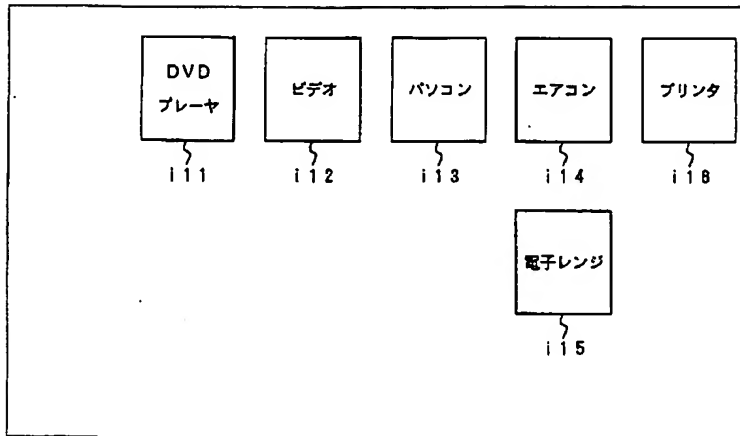 DVD
プレーヤ
ビデオ
パソコン
エアコン
プリンタ
i11
i12
i13
i14
i16
電子レンジ
i15